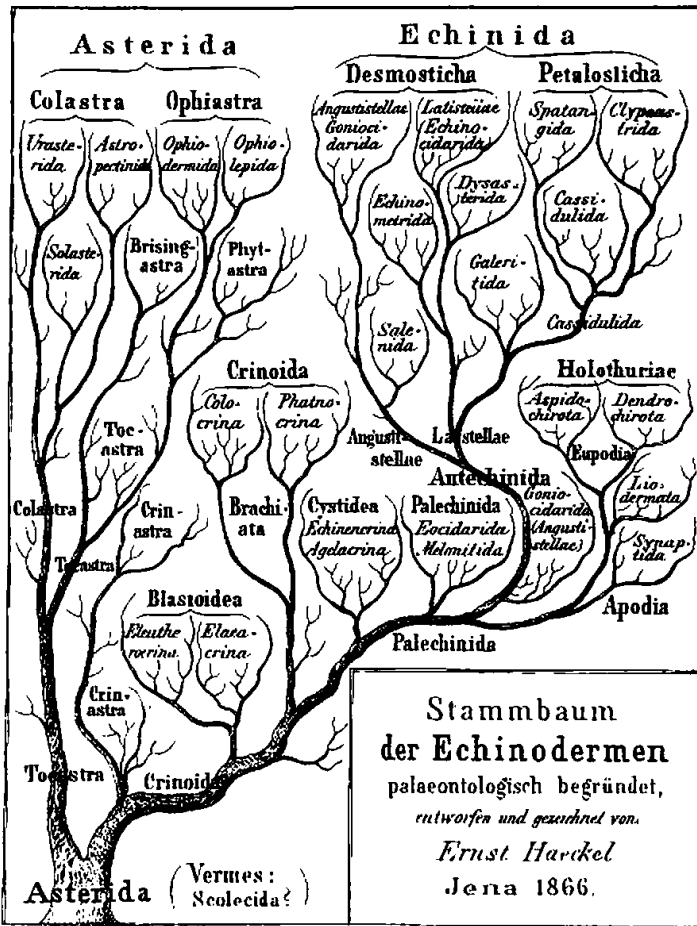 Asterida
Echinida
Desmosticha
Petalosticha
Colastra
Ophiastra
Angustistellae
Gonioci-
darida
Latistellae
(Echino-
cidarida)
Spatan-
gida
Clypeas-
trida
Uraste-
rida
Astro-
pectinida
Ophio-
dermida
Ophio-
lepida
Echino-
metrida
Dysas-
terida
Cassi-
dulida
Solaste-
rida
Brising-
astra
Phyt-
astra
Galeri-
tida
Sale-
nida
Cassidulida
Crinoida
Colo-
crina
Phatno-
crina
Holothuriae
Aspido-
chirota
Dendro-
chirota
Toc-
astra
Angusti-
stellae
Latistellae
Eupodia
Antechinida
Lio-
dermata
Colastra
Crin-
astra
Brachi-
ata
Cystidea
Echinencrina
Agelacrina
Palechinida
Eocidarida
Melonitida
Gonio-
cidarida
(Angusti-
stellae)
Synap-
tida
Tocastra
Apodia
Blastoidea
Eleuthe-
rocrina
Elaea-
crina
Palechinida
Crin-
astra
Tocastra
Crinoida
Asterida
(Vermes:
Scolecida?)
Stammbaum
der Echinodermen
palaeontologisch begründet,
entworfen und gezeichnet von
Ernst Haeckel
Jena 1866.